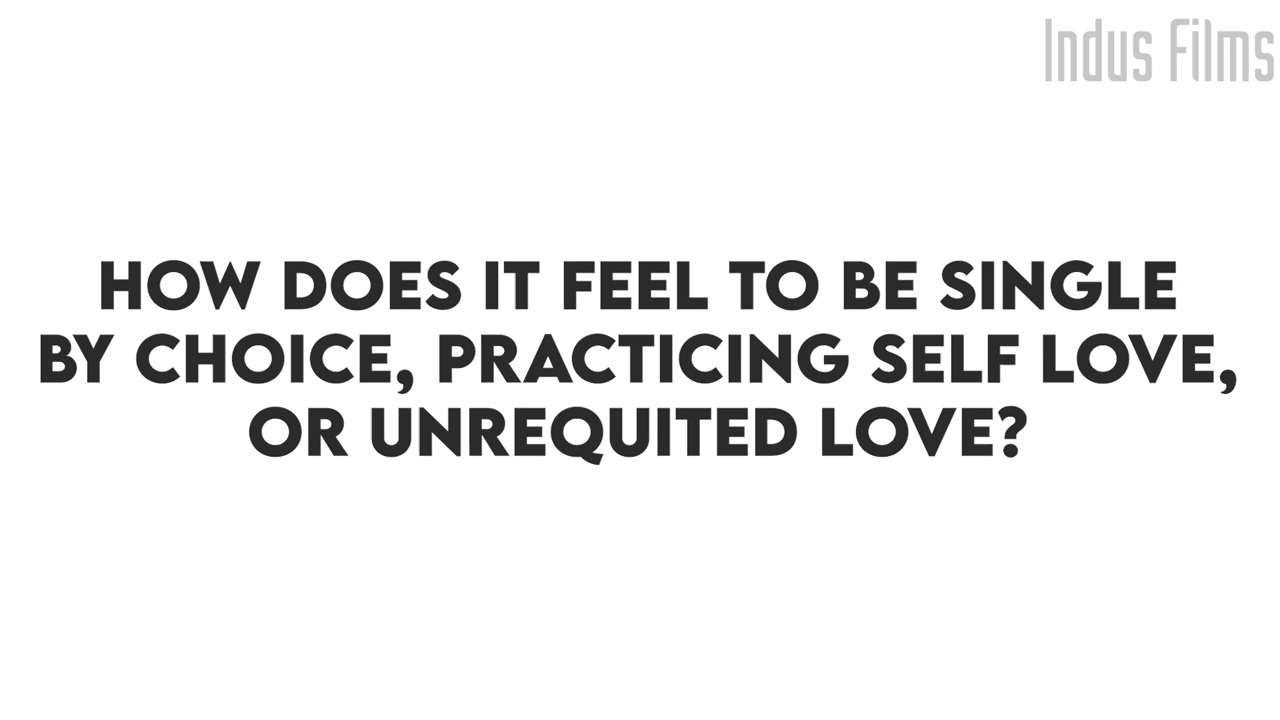 Indus Films
HOW DOES IT FEEL TO BE SINGLE
BY CHOICE, PRACTICING SELF LOVE,
OR UNREQUITED LOVE?